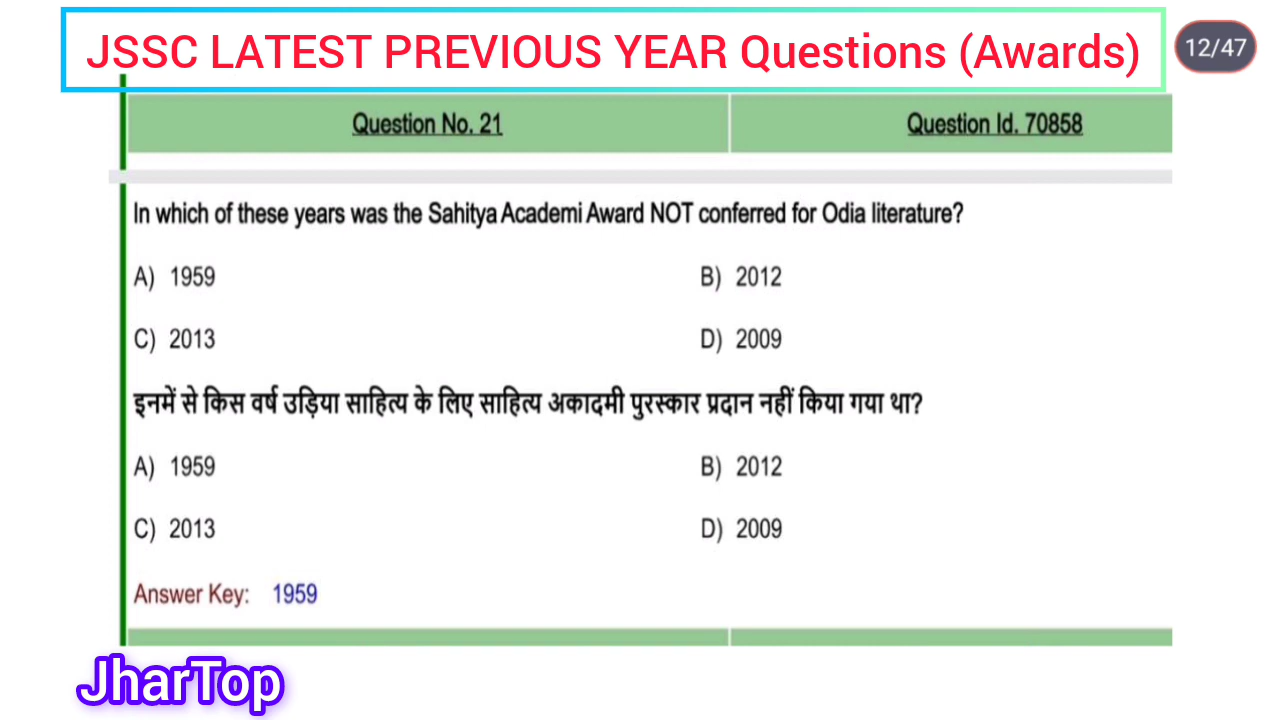 JSSC LATEST PREVIOUS YEAR Questions (Awards)
12/47
Question No. 21
Question Id. 70858
In which of these years was the Sahitya Academi Award NOT conferred for Odia literature?
A) 1959
B) 2012
C) 2013
D) 2009
इनमें से किस वर्ष उड़िया साहित्य के लिए साहित्य अकादमी पुरस्कार प्रदान नहीं किया गया था?
A) 1959
B) 2012
C) 2013
D) 2009
Answer Key: 1959
JharTop